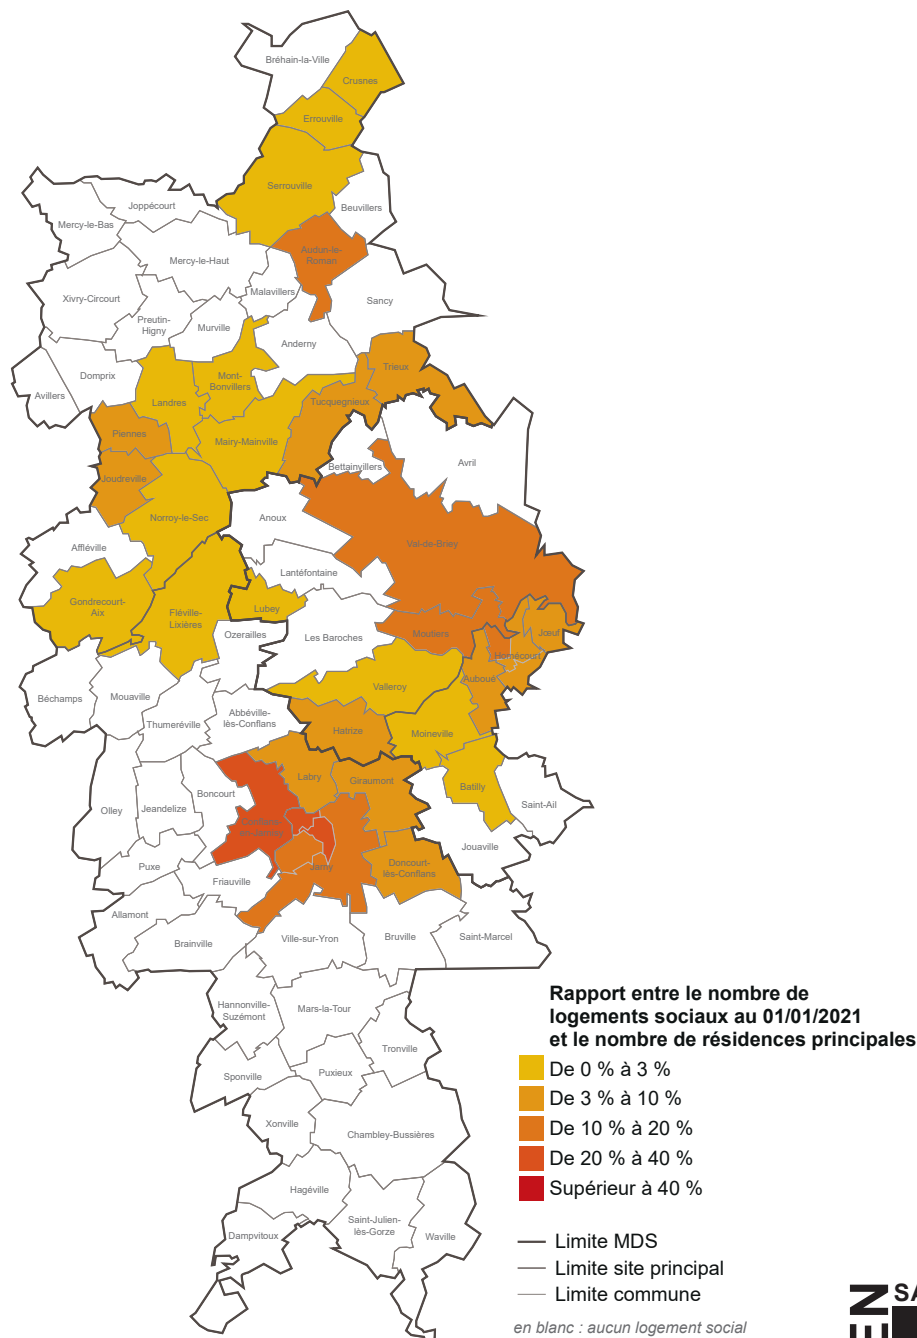 Bréhain-la-Ville
Crusnes
Errouville
Serrouville
Beuvillers
Joppécourt
Mercy-le-Bas
Audun-le-
Roman
Mercy-le-Haut
Malavillers
Xivry-Circourt
Sancy
Preutin-
Higny
Murville
Anderny
Trieux
Domprix
Mont-
Bonvillers
Avillers
Landres
Tucquegnieux
Piennes
Mairy-Mainville
Bettainvillers
Avril
Joudreville
Norroy-le-Sec
Anoux
Val-de-Briey
Affléville
Lantéfontaine
Gondrecourt-
Aix
Fléville-
Lixières
Lubey
Ozerailles
Les Baroches
Moutiers
Jœuf
Homécourt
Auboué
Valleroy
Béchamps
Mouaville
Abbéville-
lès-Conflans
Thumeréville
Hatrize
Moineville
Labry
Giraumont
Batilly
Boncourt
Saint-Ail
Olley
Jeandelize
Conflans-
en-Jarnisy
Jouaville
Puxe
Jarny
Doncourt-
lès-Conflans
Friauville
Allamont
Brainville
Ville-sur-Yron
Bruville
Saint-Marcel
Hannonville-
Suzémont
Mars-la-Tour
Tronville
Sponville
Puxieux
Xonville
Chambley-Bussières
Hagéville
Saint-Julien-
lès-Gorze
Dampvitoux
Waville
Rapport entre le nombre de
logements sociaux au 01/01/2021
et le nombre de résidences principales
De 0 % à 3 %
De 3 % à 10 %
De 10 % à 20 %
De 20 % à 40 %
Supérieur à 40 %
Limite MDS
Limite site principal
Limite commune
en blanc : aucun logement social
EN
SA